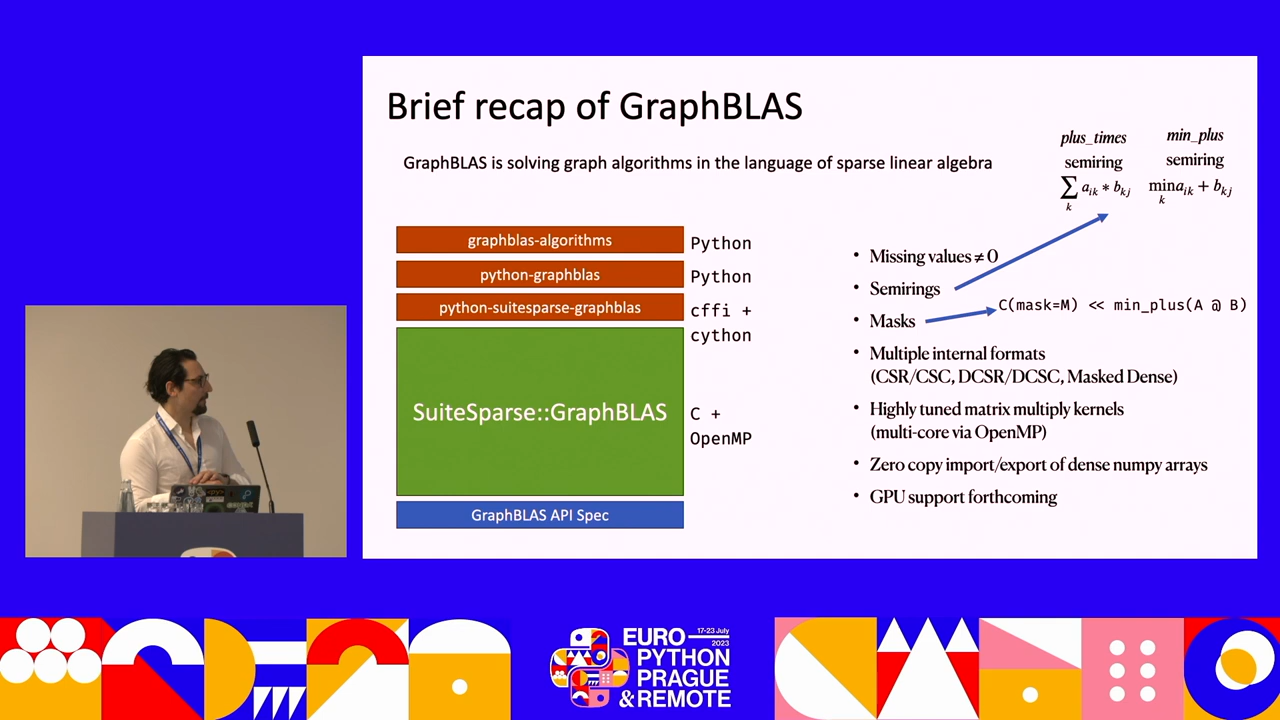 Brief recap of GraphBLAS
GraphBLAS is solving graph algorithms in the language of sparse linear algebra
plus_times
semiring
∑ a_ik * b_kj
k
min_plus
semiring
min a_ik + b_kj
k
graphblas-algorithms
Python
python-graphblas
Python
python-suitesparse-graphblas
cffi +
cython
SuiteSparse::GraphBLAS
C +
OpenMP
GraphBLAS API Spec
• Missing values ≠ 0
• Semirings
• Masks
C(mask=M) << min_plus(A @ B)
• Multiple internal formats
(CSR/CSC, DCSR/DCSC, Masked Dense)
• Highly tuned matrix multiply kernels
(multi-core via OpenMP)
• Zero copy import/export of dense numpy arrays
• GPU support forthcoming
EURO
17-23 July
2023
PYTHON
PRAGUE
& REMOTE